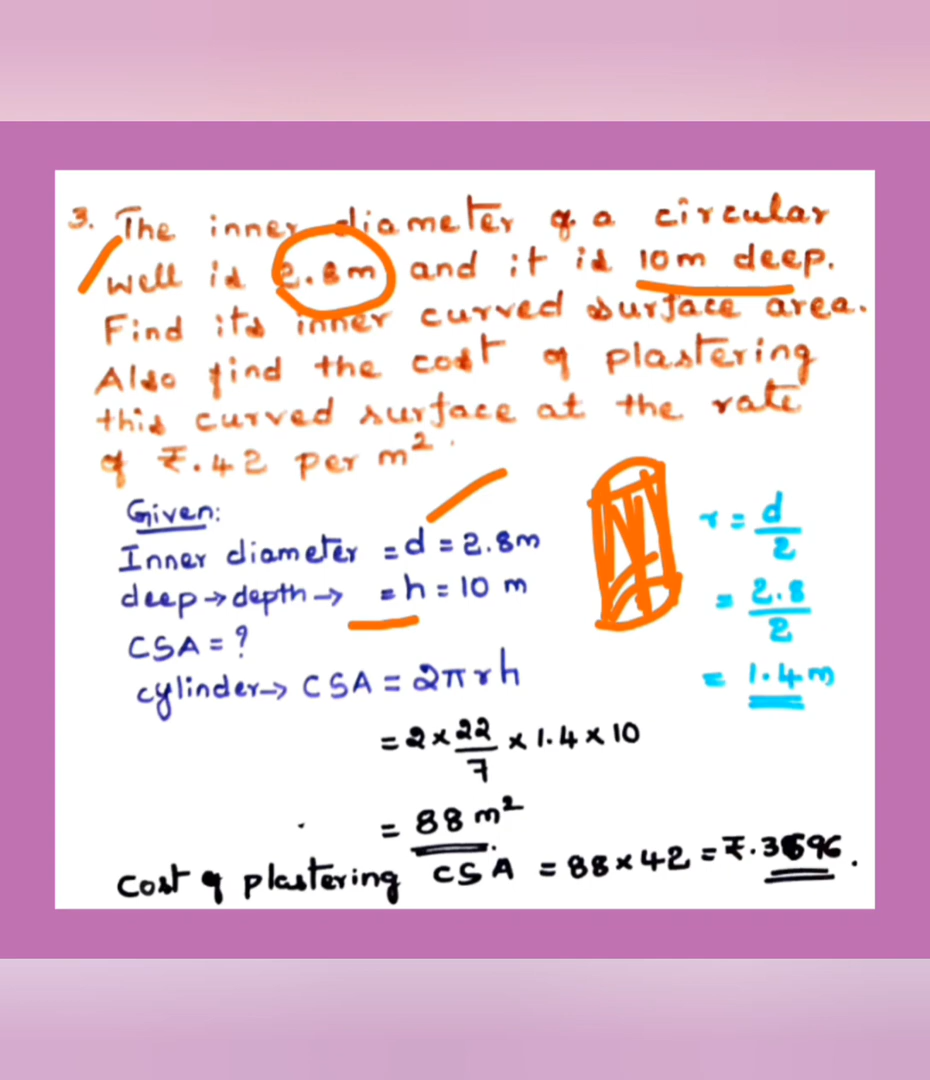 3. The inner diameter of a circular
well is 2.8m and it is 10m deep.
Find its inner curved surface area.
Also find the cost of plastering
this curved surface at the rate
of ₹.42 per m².
Given:
Inner diameter = d = 2.8m
deep → depth → = h = 10 m
CSA = ?
cylinder → CSA = 2πrh
r = d/2
= 2.8/2
= 1.4m
= 2 × 22/7 × 1.4 × 10
= 88 m²
Cost of plastering CSA = 88 × 42 = ₹.3696.